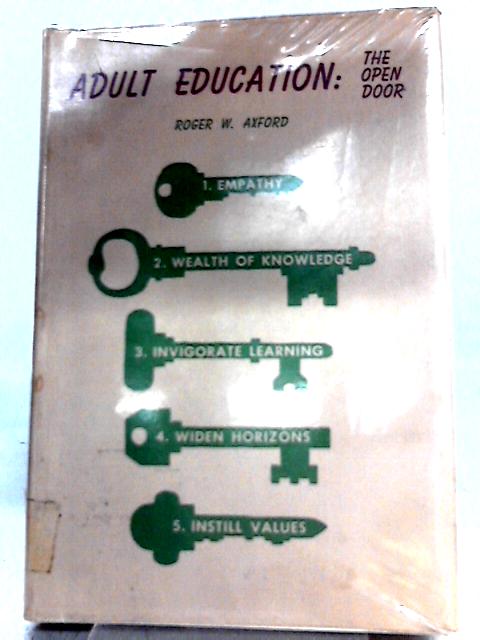 ADULT EDUCATION:
THE
OPEN
DOOR
ROGER W. AXFORD
1. EMPATHY
2. WEALTH OF KNOWLEDGE
3. INVIGORATE LEARNING
4. WIDEN HORIZONS
5. INSTILL VALUES